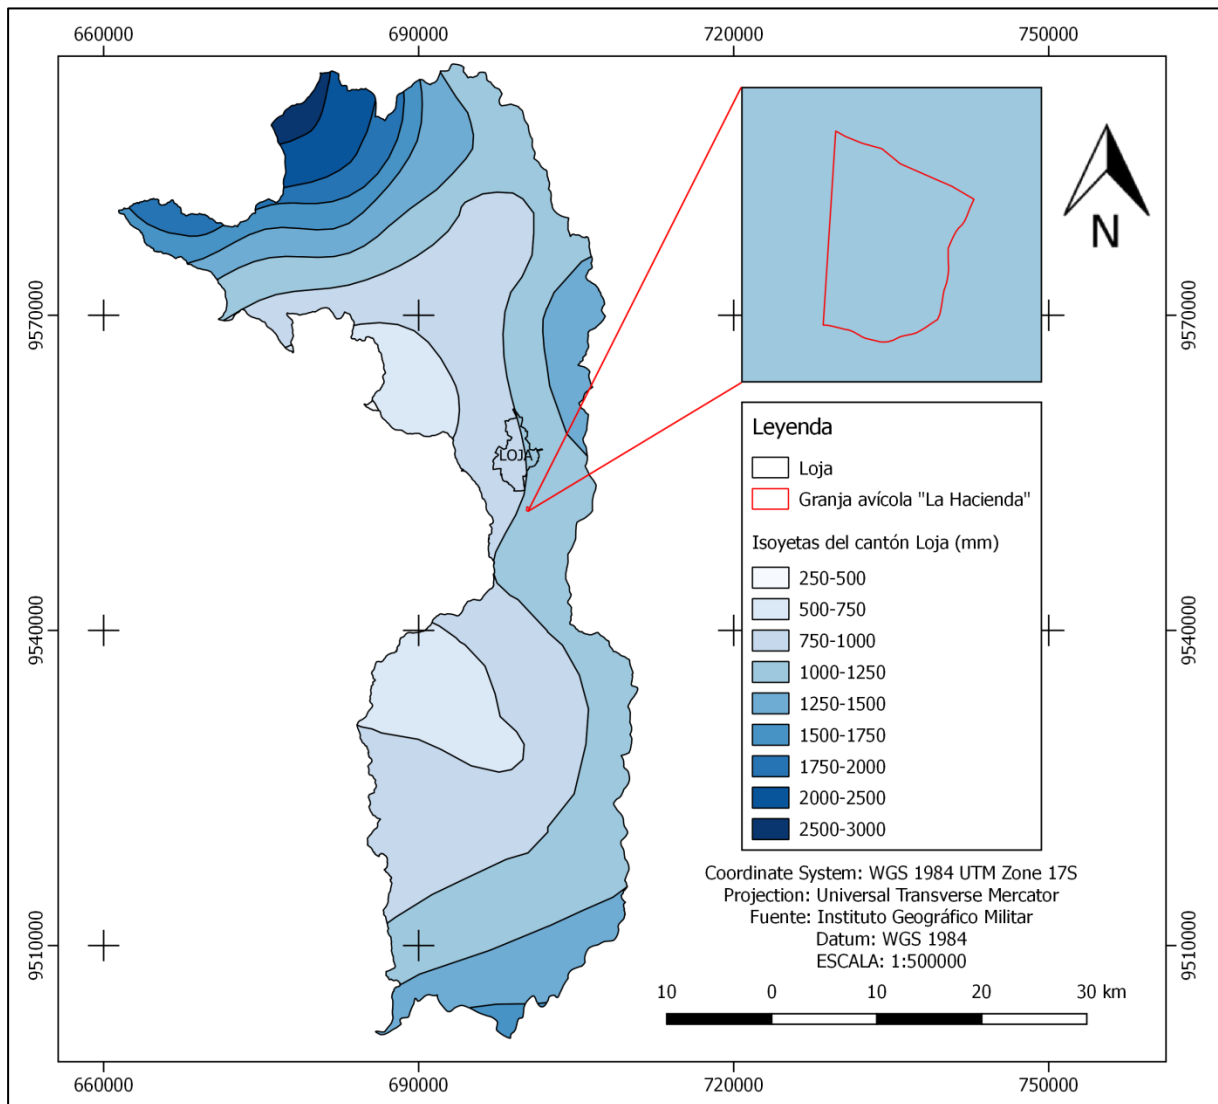 660000
690000
720000
750000
9570000
9570000
N
LOJA
Leyenda
Loja
Granja avícola "La Hacienda"
Isoyetas del cantón Loja (mm)
250-500
500-750
750-1000
1000-1250
1250-1500
1500-1750
1750-2000
2000-2500
2500-3000
9540000
9540000
Coordinate System: WGS 1984 UTM Zone 17S
Projection: Universal Transverse Mercator
Fuente: Instituto Geográfico Militar
Datum: WGS 1984
ESCALA: 1:500000
9510000
9510000
10 0 10 20 30 km
660000
690000
720000
750000